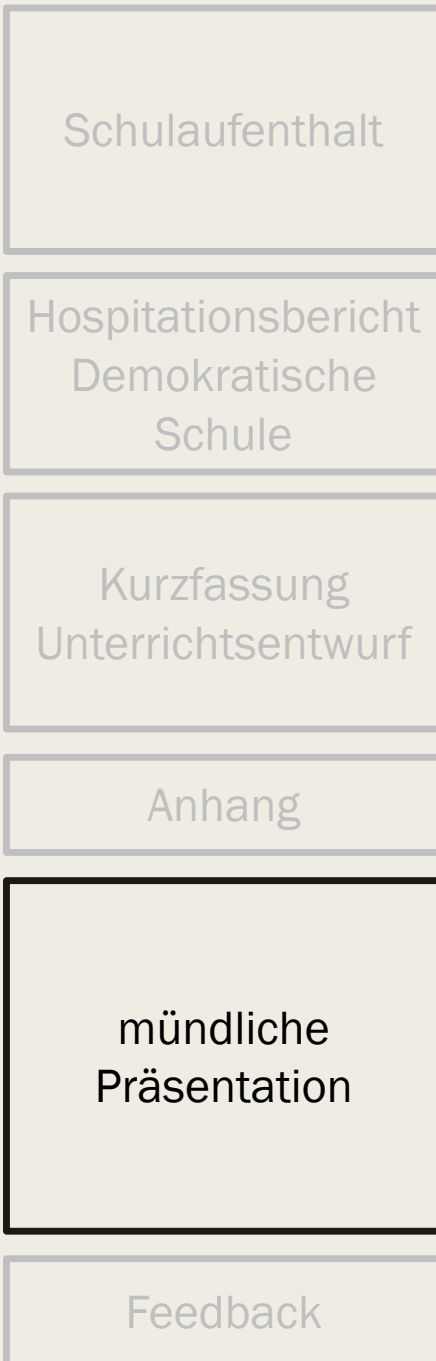 Schulaufenthalt
Hospitationsbericht
Demokratische
Schule
Kurzfassung
Unterrichtsentwurf
Anhang
mündliche
Präsentation
Feedback